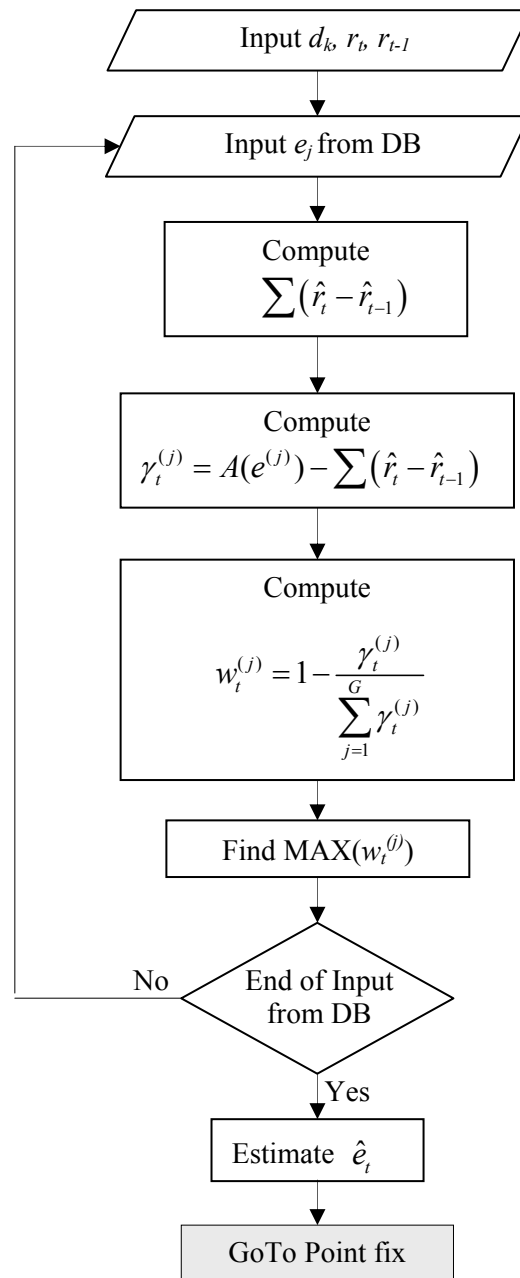 Input d_k, r_t, r_{t-1}
Input e_j from DB
Compute
∑(r̂_t − r̂_{t−1})
Compute
γ_t^{(j)} = A(e^{(j)}) − ∑(r̂_t − r̂_{t−1})
Compute
w_t^{(j)} = 1 − γ_t^{(j)} / ∑_{j=1}^{G} γ_t^{(j)}
Find MAX(w_t^{(j)})
No
End of Input
from DB
Yes
Estimate ê_t
GoTo Point fix